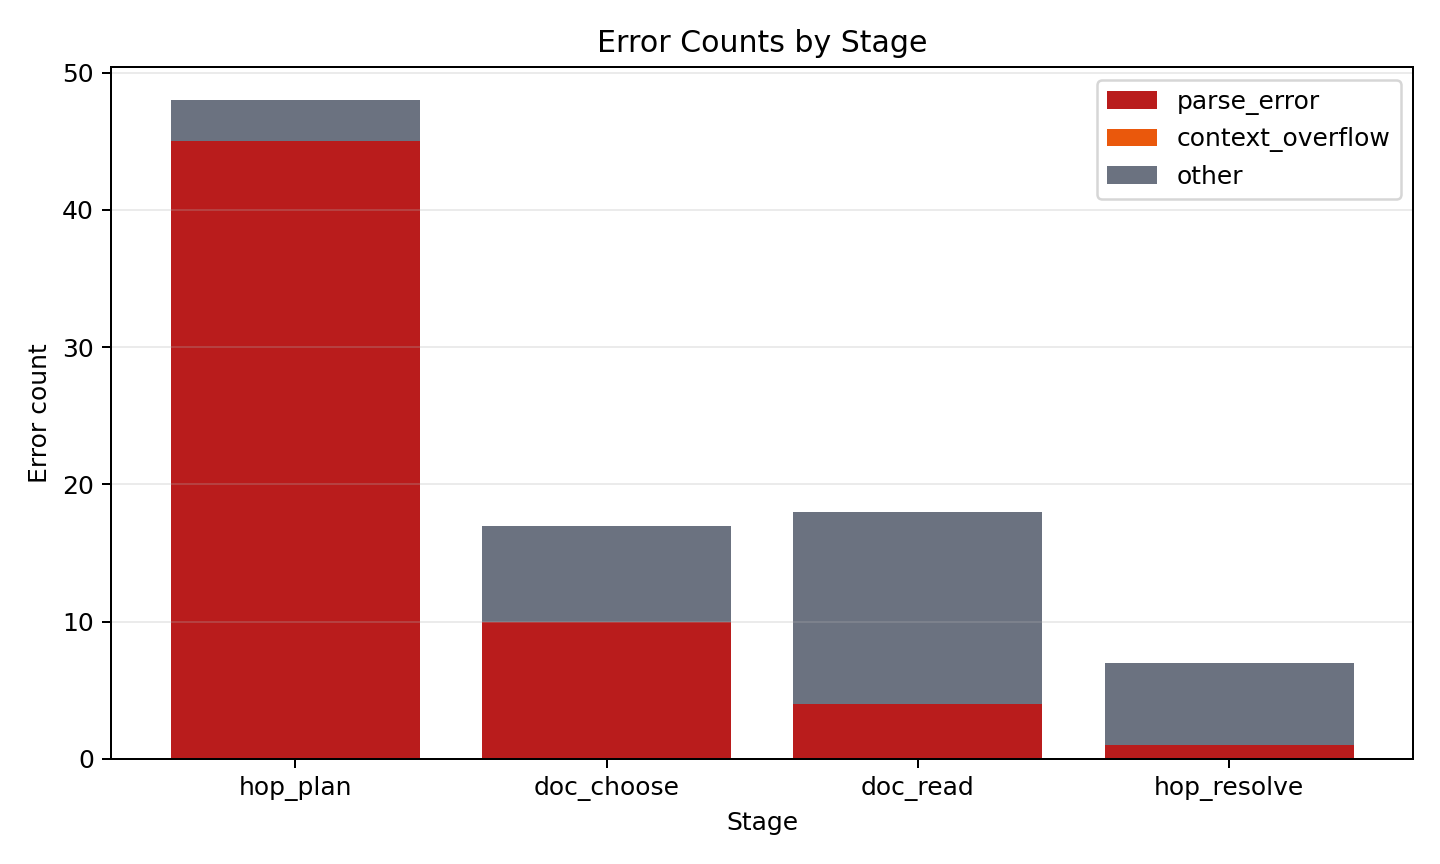 Error Counts by Stage
50
40
30
20
10
0
Error count
parse_error
context_overflow
other
hop_plan
doc_choose
doc_read
hop_resolve
Stage